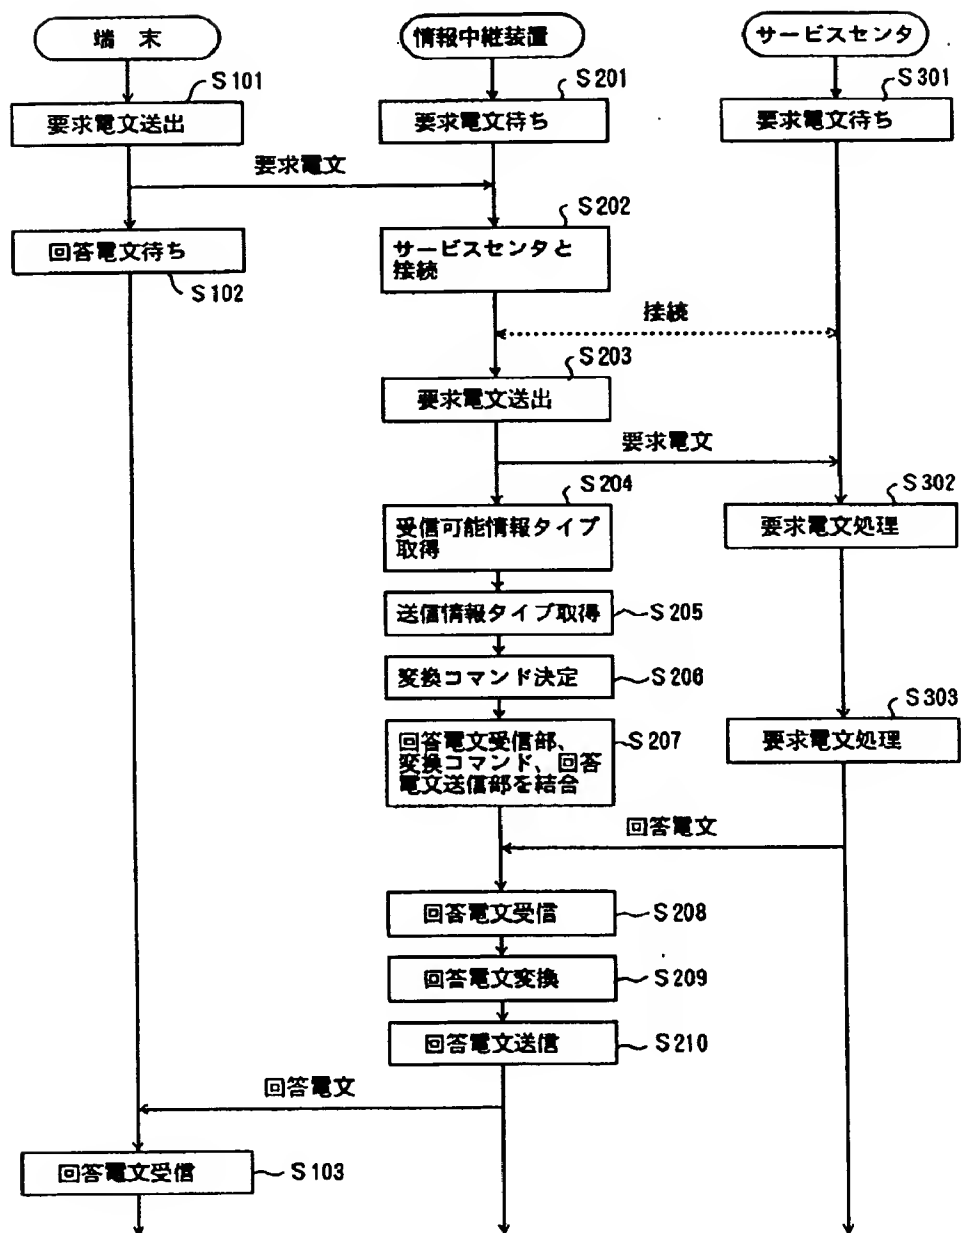 端 末
情報中継装置
サービスセンタ
S101
S201
S301
要求電文送出
要求電文待ち
要求電文待ち
要求電文
S202
回答電文待ち
サービスセンタと
接続
S102
接続
S203
要求電文送出
要求電文
S204
S302
受信可能情報タイプ
取得
要求電文処理
送信情報タイプ取得
S205
変換コマンド決定
S206
S303
回答電文受信部、
変換コマンド、回答
電文送信部を結合
S207
要求電文処理
回答電文
回答電文受信
S208
回答電文変換
S209
回答電文送信
S210
回答電文
回答電文受信
S103